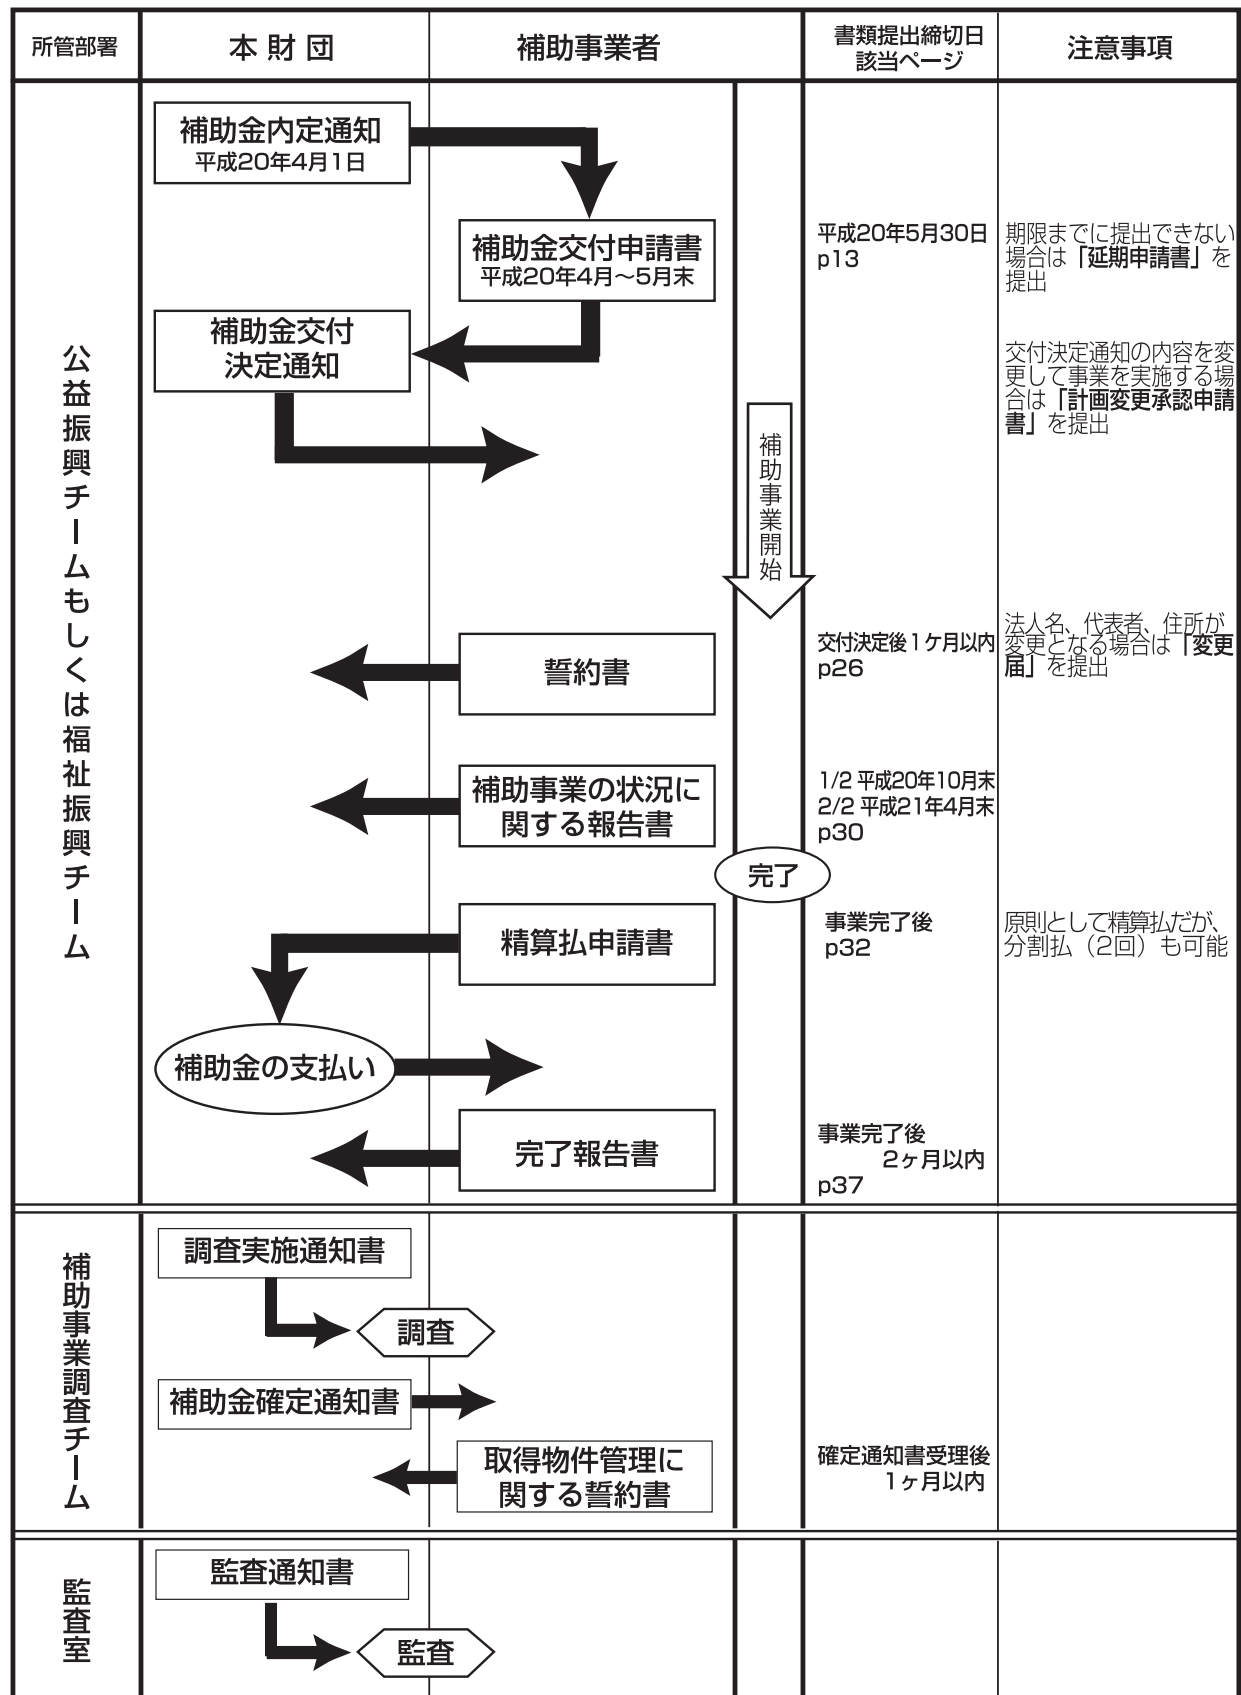 所管部署
本財団
補助事業者
書類提出締切日
該当ページ
注意事項
公益振興チームもしくは福祉振興チーム
補助金内定通知
平成20年4月1日
補助金交付申請書
平成20年4月～5月末
平成20年5月30日
p13
期限までに提出できない
場合は「延期申請書」を
提出
補助金交付
決定通知
交付決定通知の内容を変
更して事業を実施する場
合は「計画変更承認申請
書」を提出
補助事業開始
誓約書
交付決定後1ケ月以内
p26
法人名、代表者、住所が
変更となる場合は「変更
届」を提出
補助事業の状況に
関する報告書
1/2 平成20年10月末
2/2 平成21年4月末
p30
完了
精算払申請書
事業完了後
p32
原則として精算払だが、
分割払（2回）も可能
補助金の支払い
完了報告書
事業完了後
2ヶ月以内
p37
補助事業調査チーム
調査実施通知書
調査
補助金確定通知書
取得物件管理に
関する誓約書
確定通知書受理後
1ヶ月以内
監査室
監査通知書
監査